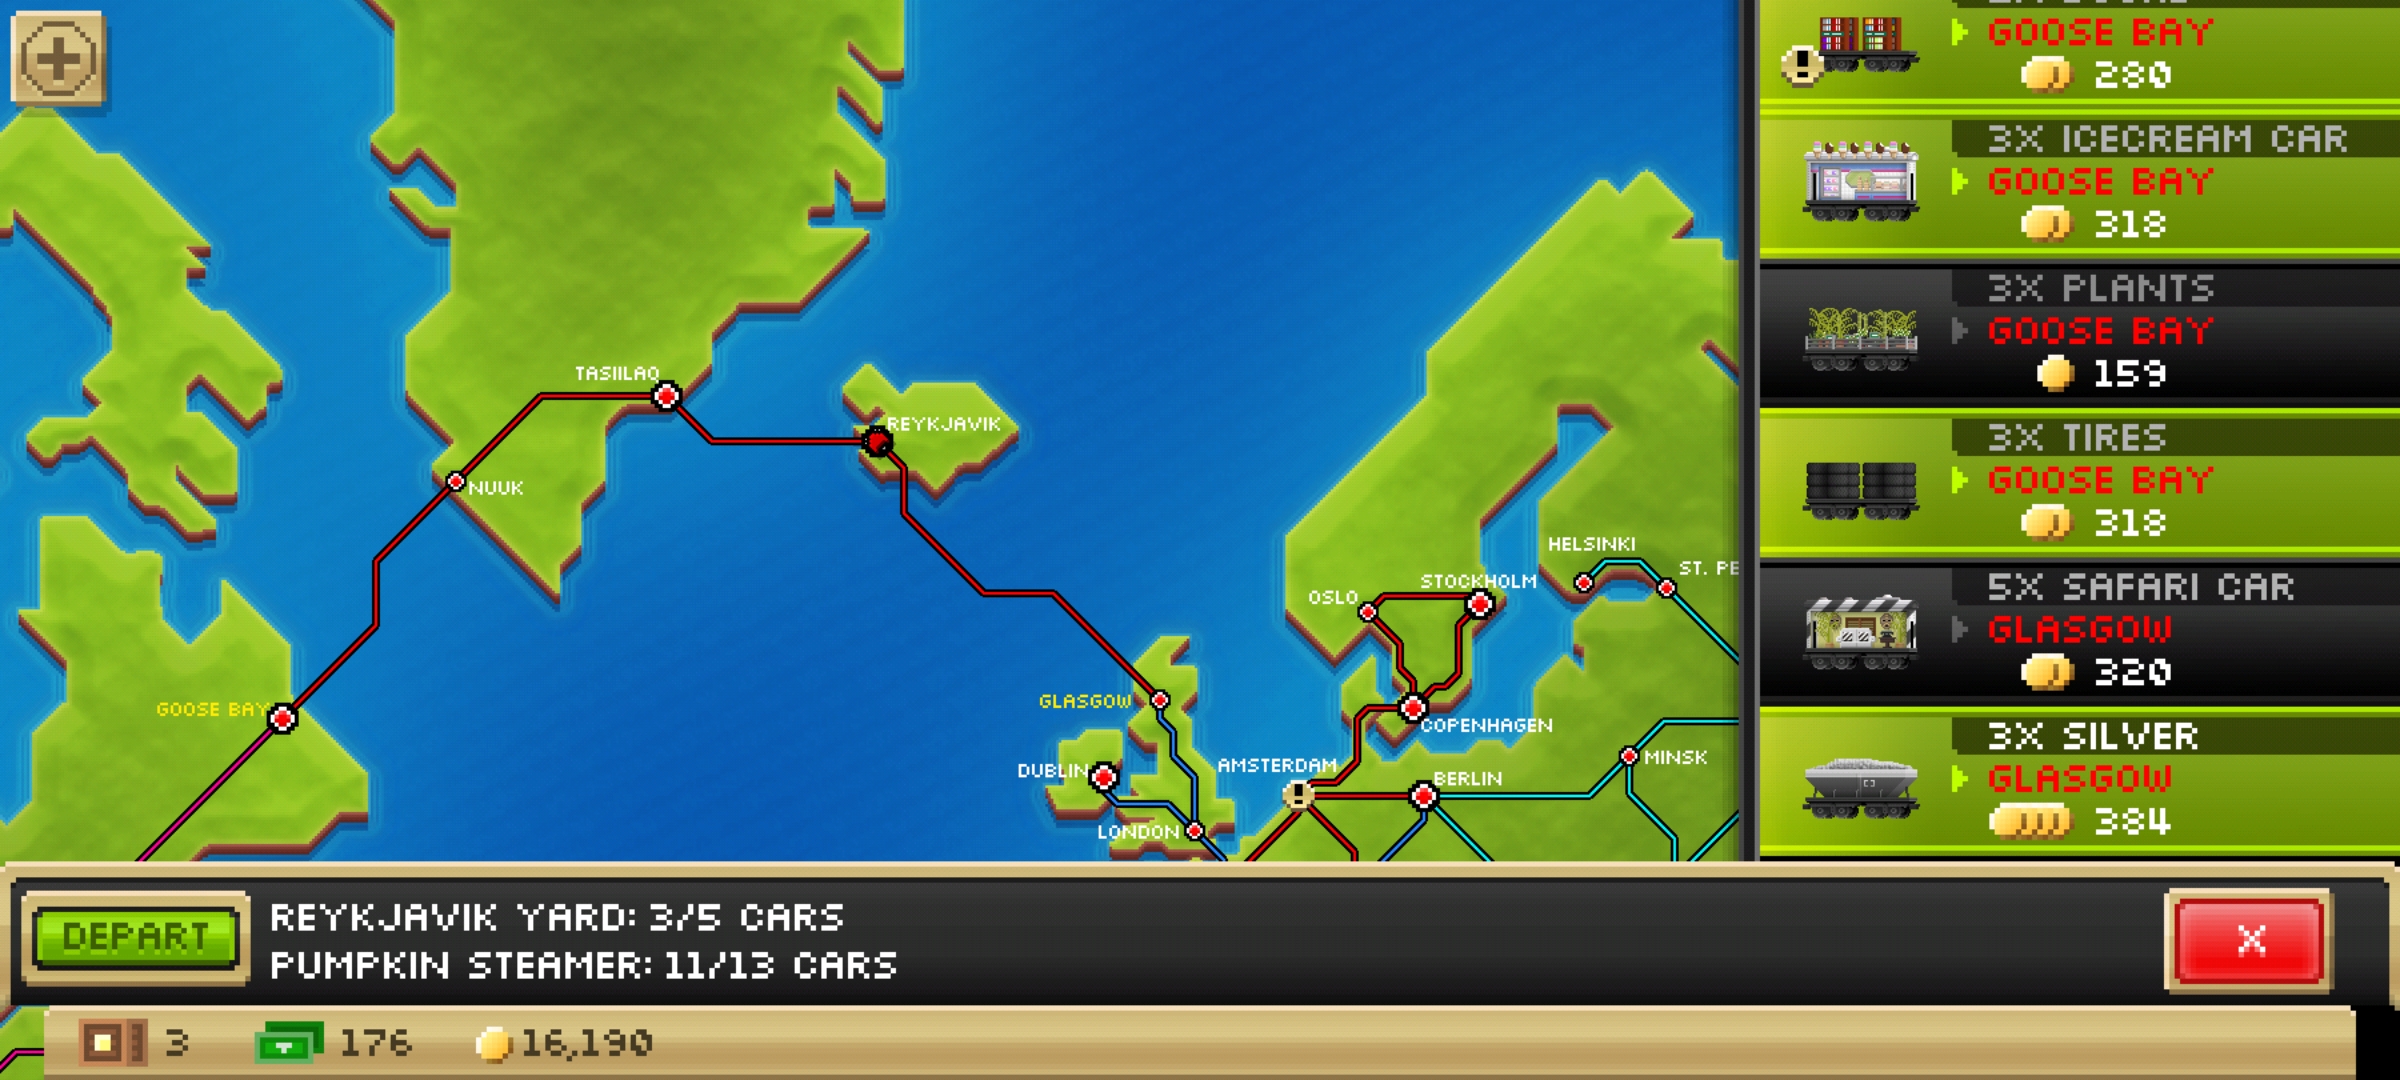 GOOSE BAY
280
3X ICECREAM CAR
GOOSE BAY
318
3X PLANTS
GOOSE BAY
159
3X TIRES
GOOSE BAY
318
5X SAFARI CAR
GLASGOW
320
3X SILVER
GLASGOW
384
TASIILAQ
REYKJAVIK
NUUK
HELSINKI
ST. PE
STOCKHOLM
OSLO
GOOSE BAY
GLASGOW
COPENHAGEN
AMSTERDAM
MINSK
DUBLIN
BERLIN
LONDON
DEPART
REYKJAVIK YARD: 3/5 CARS
PUMPKIN STEAMER: 11/13 CARS
X
3
176
16,190